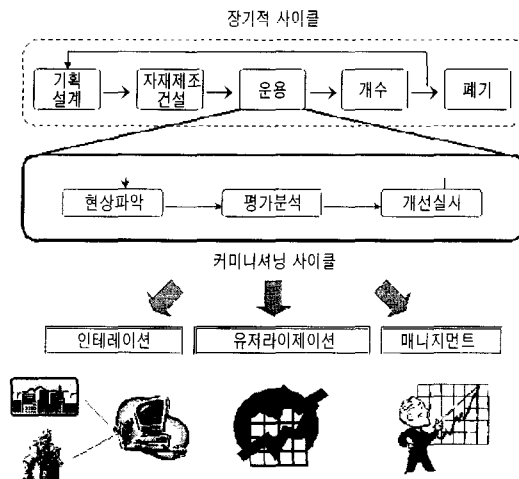 장기적 사이클
기획
설계
자재제조
건설
운용
개수
폐기
현상파악
평가분석
개선실시
커미니셔닝 사이클
인테레이션
유저라이제이션
매니지먼트